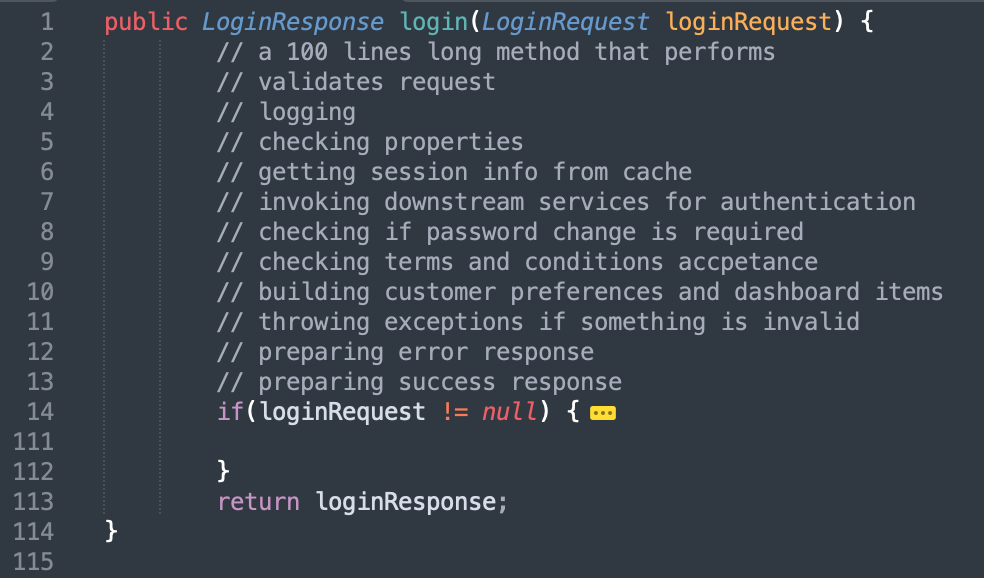 1 public LoginResponse login(LoginRequest loginRequest) {
2 // a 100 lines long method that performs
3 // validates request
4 // logging
5 // checking properties
6 // getting session info from cache
7 // invoking downstream services for authentication
8 // checking if password change is required
9 // checking terms and conditions accpetance
10 // building customer preferences and dashboard items
11 // throwing exceptions if something is invalid
12 // preparing error response
13 // preparing success response
14 if(loginRequest != null) { ...
111
112 }
113 return loginResponse;
114 }
115